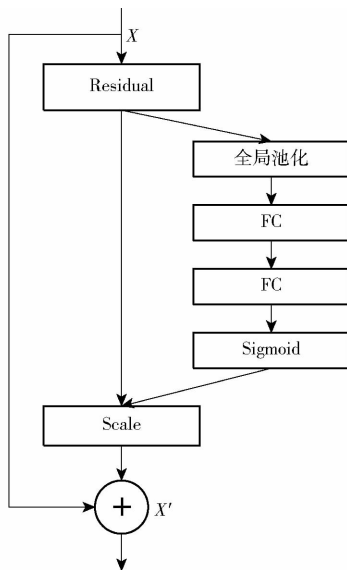 X
Residual
全局池化
FC
FC
Sigmoid
Scale
+
X'